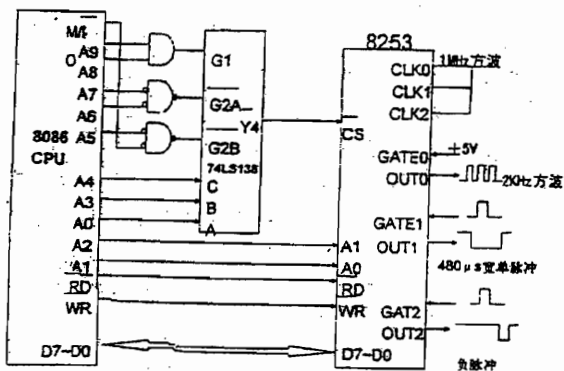 M/I̅O̅
A9
A8
A7
A6
A5
A4
A3
A0
A2
A1
RD
WR
D7~D0
8086
CPU
G1
G2A
G2B
Y4
74LS138
C
B
A
8253
CLK0
CLK1
CLK2
1MHz方波
CS
GATE0
+5V
OUT0
2KHz方波
GATE1
OUT1
480μs宽单脉冲
A1
A0
RD
WR
GAT2
OUT2
D7~D0
负脉冲